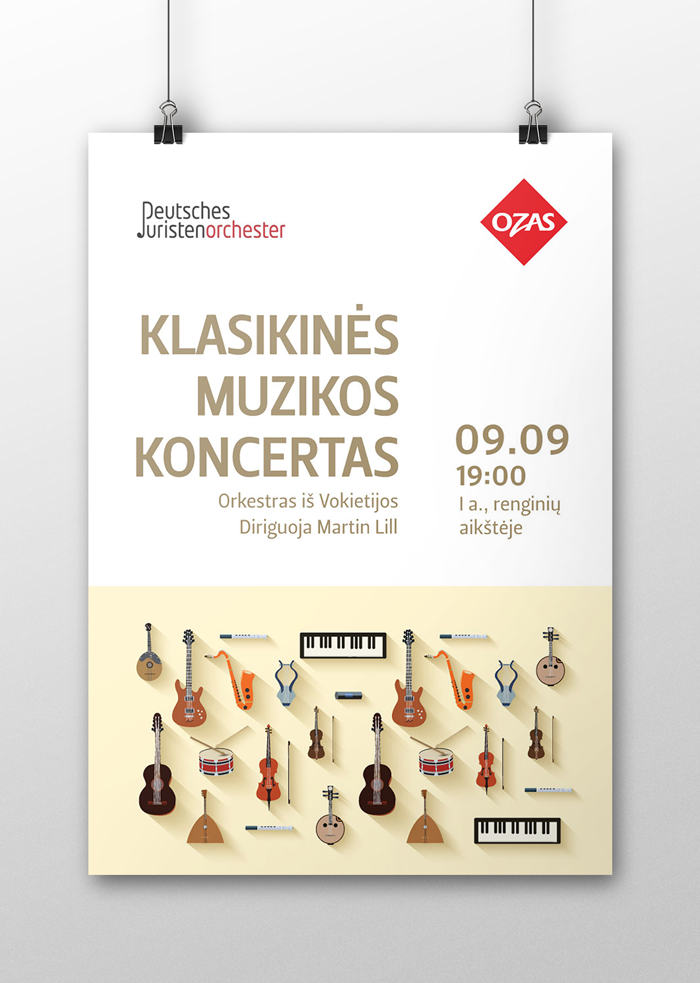 Deutsches
Juristenorchester
OZAS
KLASIKINĖS
MUZIKOS
KONCERTAS
Orkestras iš Vokietijos
Diriguoja Martin Lill
09.09
19:00
I a., renginių
aikštėje